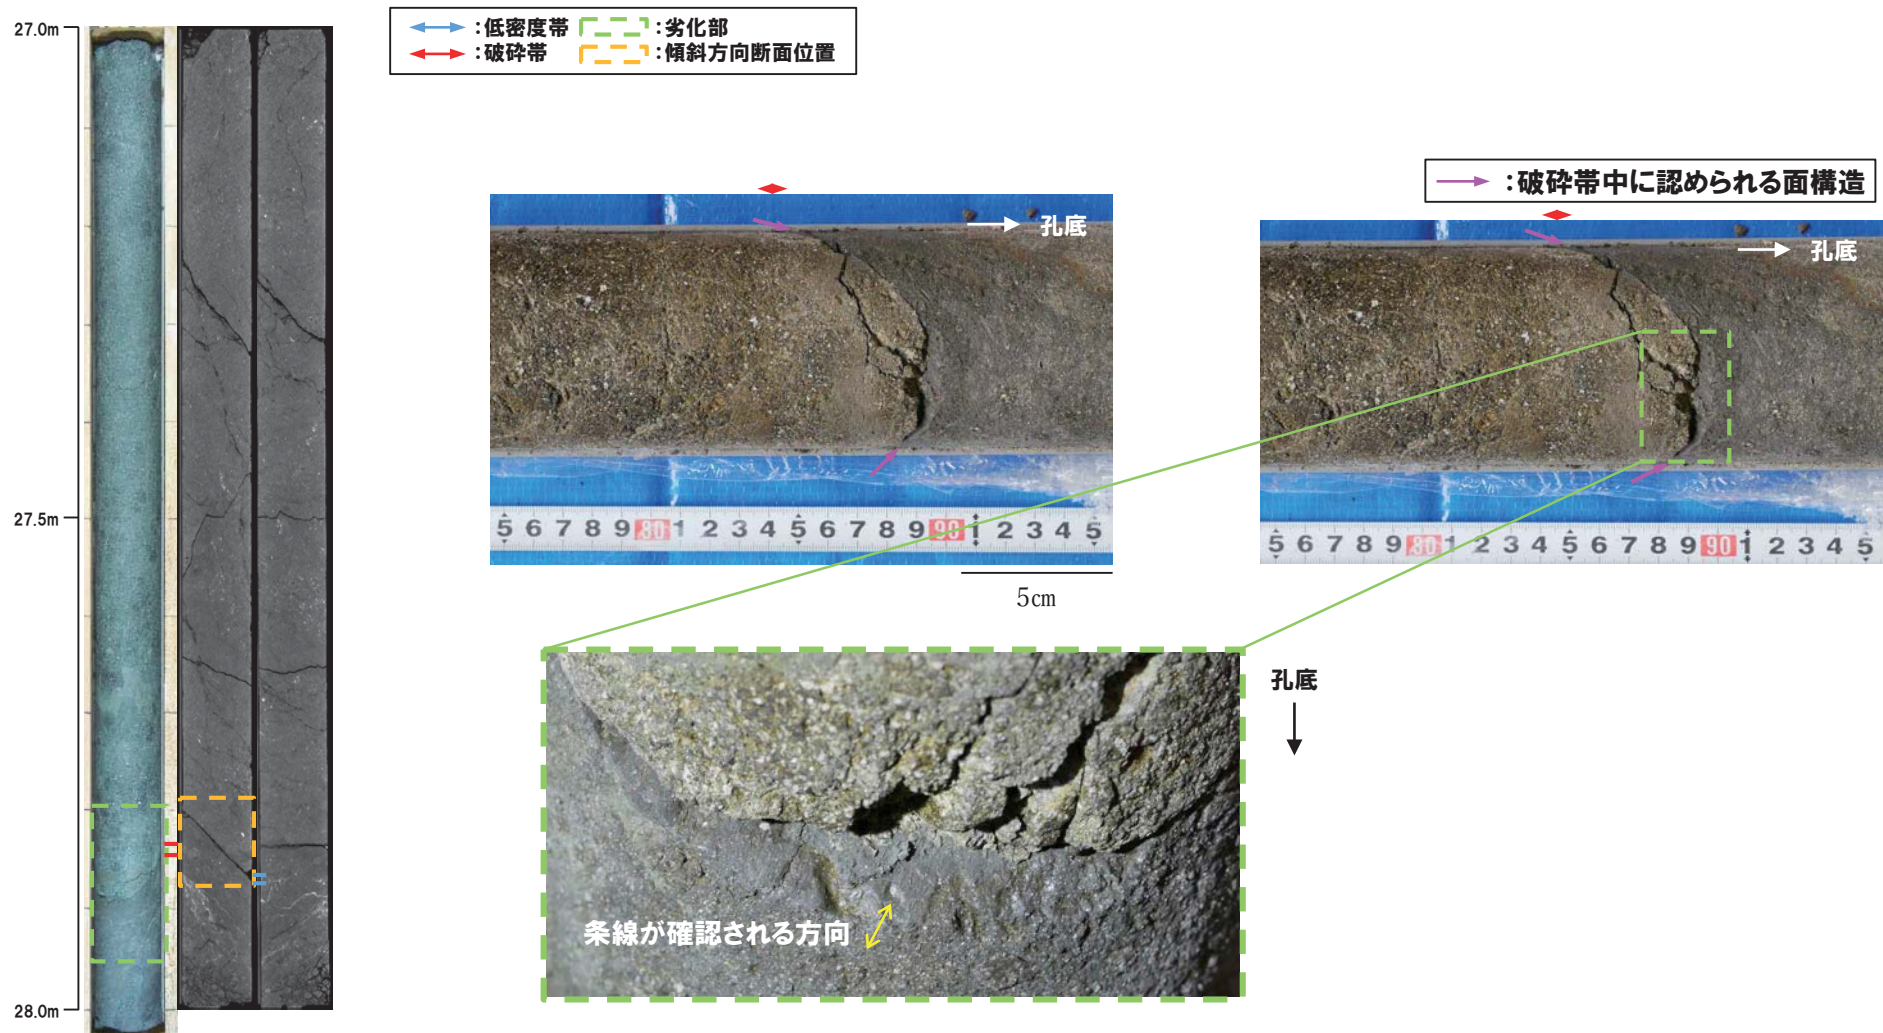 27.0m
27.5m
28.0m
:低密度帯
:劣化部
:破砕帯
:傾斜方向断面位置
:破砕帯中に認められる面構造
孔底
5 6 7 8 9 80 1 2 3 4 5 6 7 8 9 90 1 2 3 4 5
5cm
孔底
5 6 7 8 9 80 1 2 3 4 5 6 7 8 9 90 1 2 3 4 5
条線が確認される方向
孔底